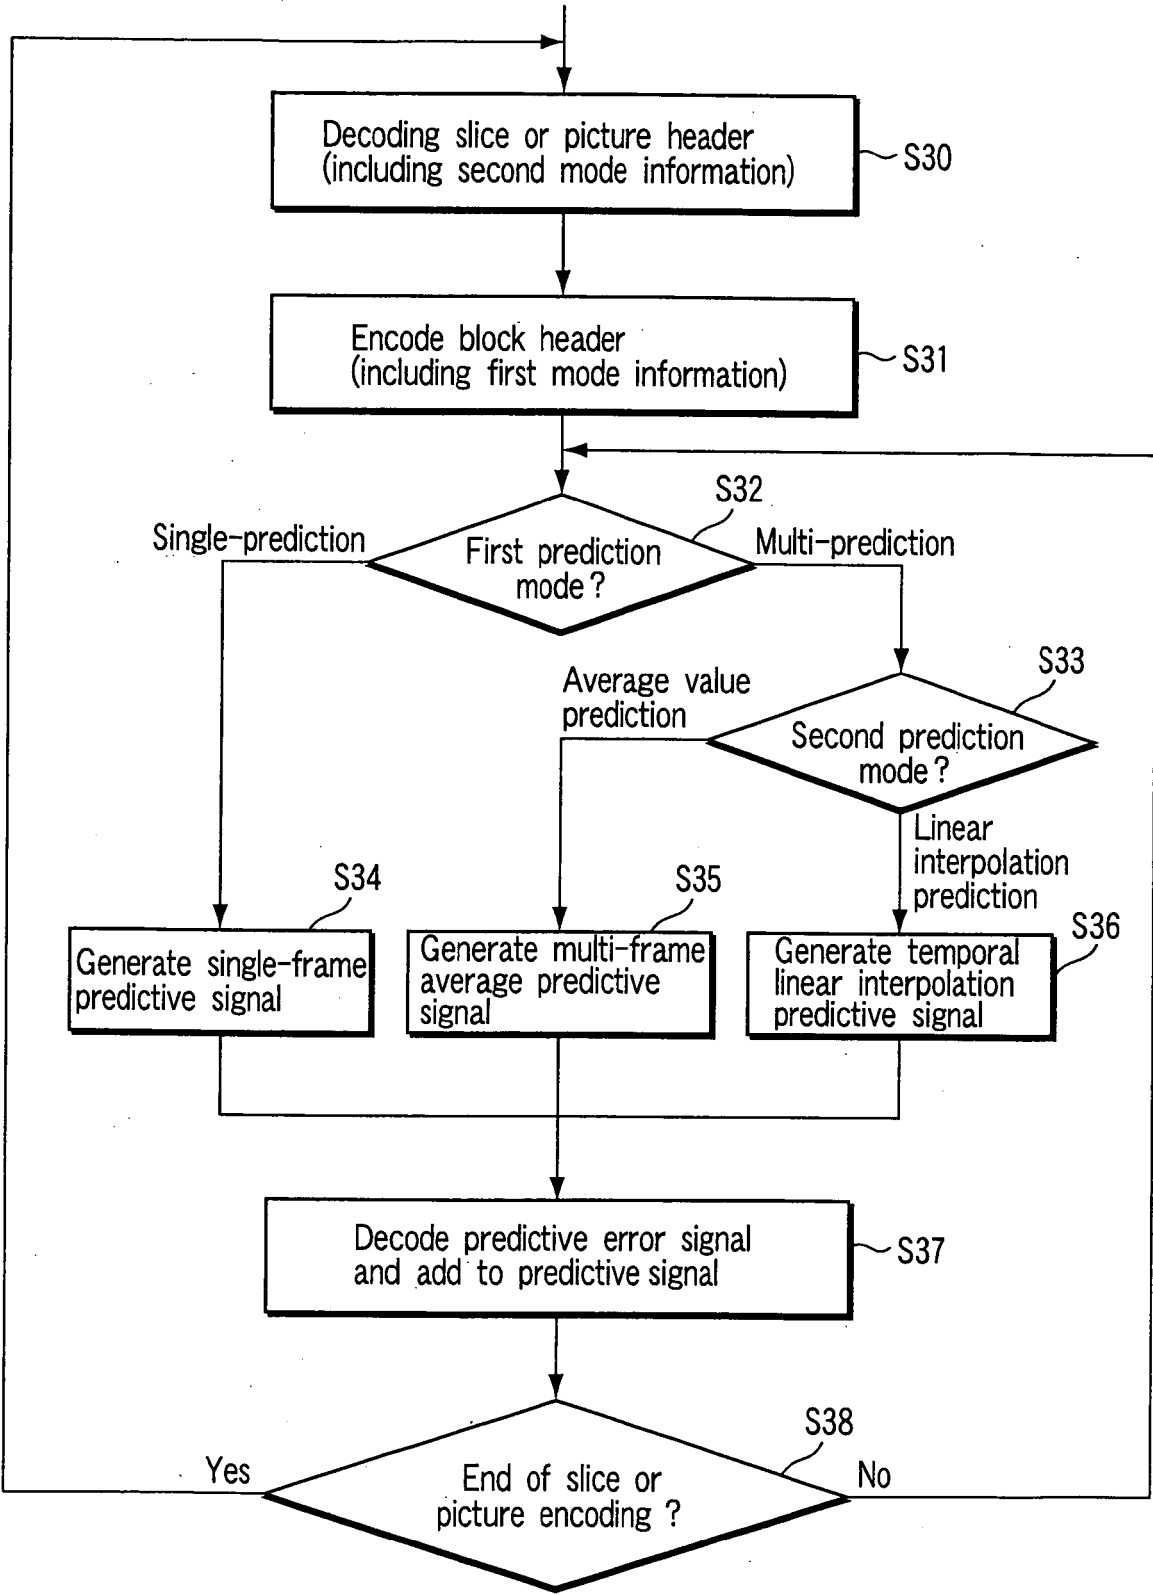 Decoding slice or picture header
(including second mode information)
S30
Encode block header
(including first mode information)
S31
S32
Single-prediction
First prediction
mode?
Multi-prediction
S33
Average value
prediction
Second prediction
mode?
Linear
interpolation
prediction
S34
Generate single-frame
predictive signal
S35
Generate multi-frame
average predictive
signal
S36
Generate temporal
linear interpolation
predictive signal
Decode predictive error signal
and add to predictive signal
S37
S38
Yes
End of slice or
picture encoding ?
No